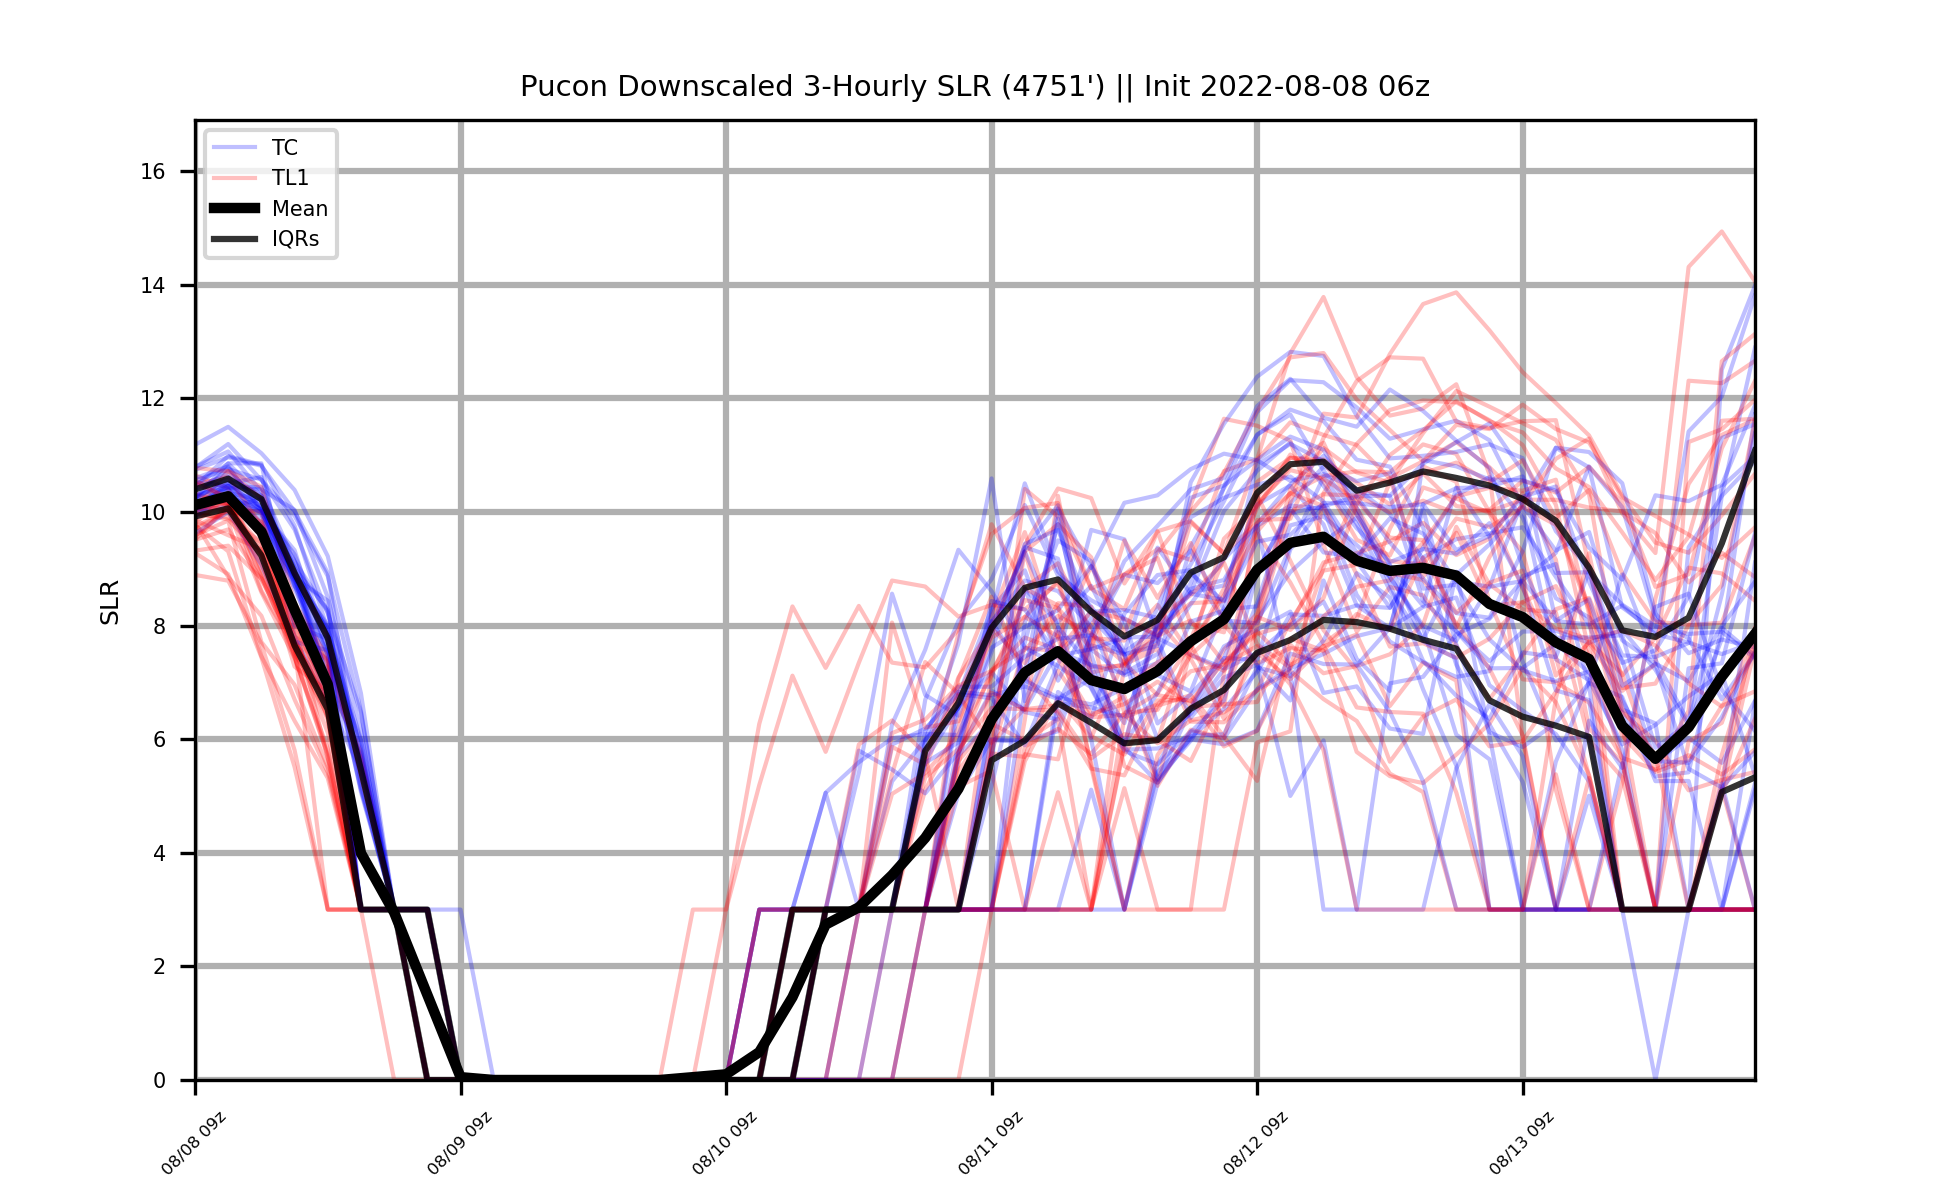 Pucon Downscaled 3-Hourly SLR (4751') || Init 2022-08-08 06z
TC
TL1
Mean
IQRs
SLR
16
14
12
10
8
6
4
2
0
08/08 09z
08/09 09z
08/10 09z
08/11 09z
08/12 09z
08/13 09z